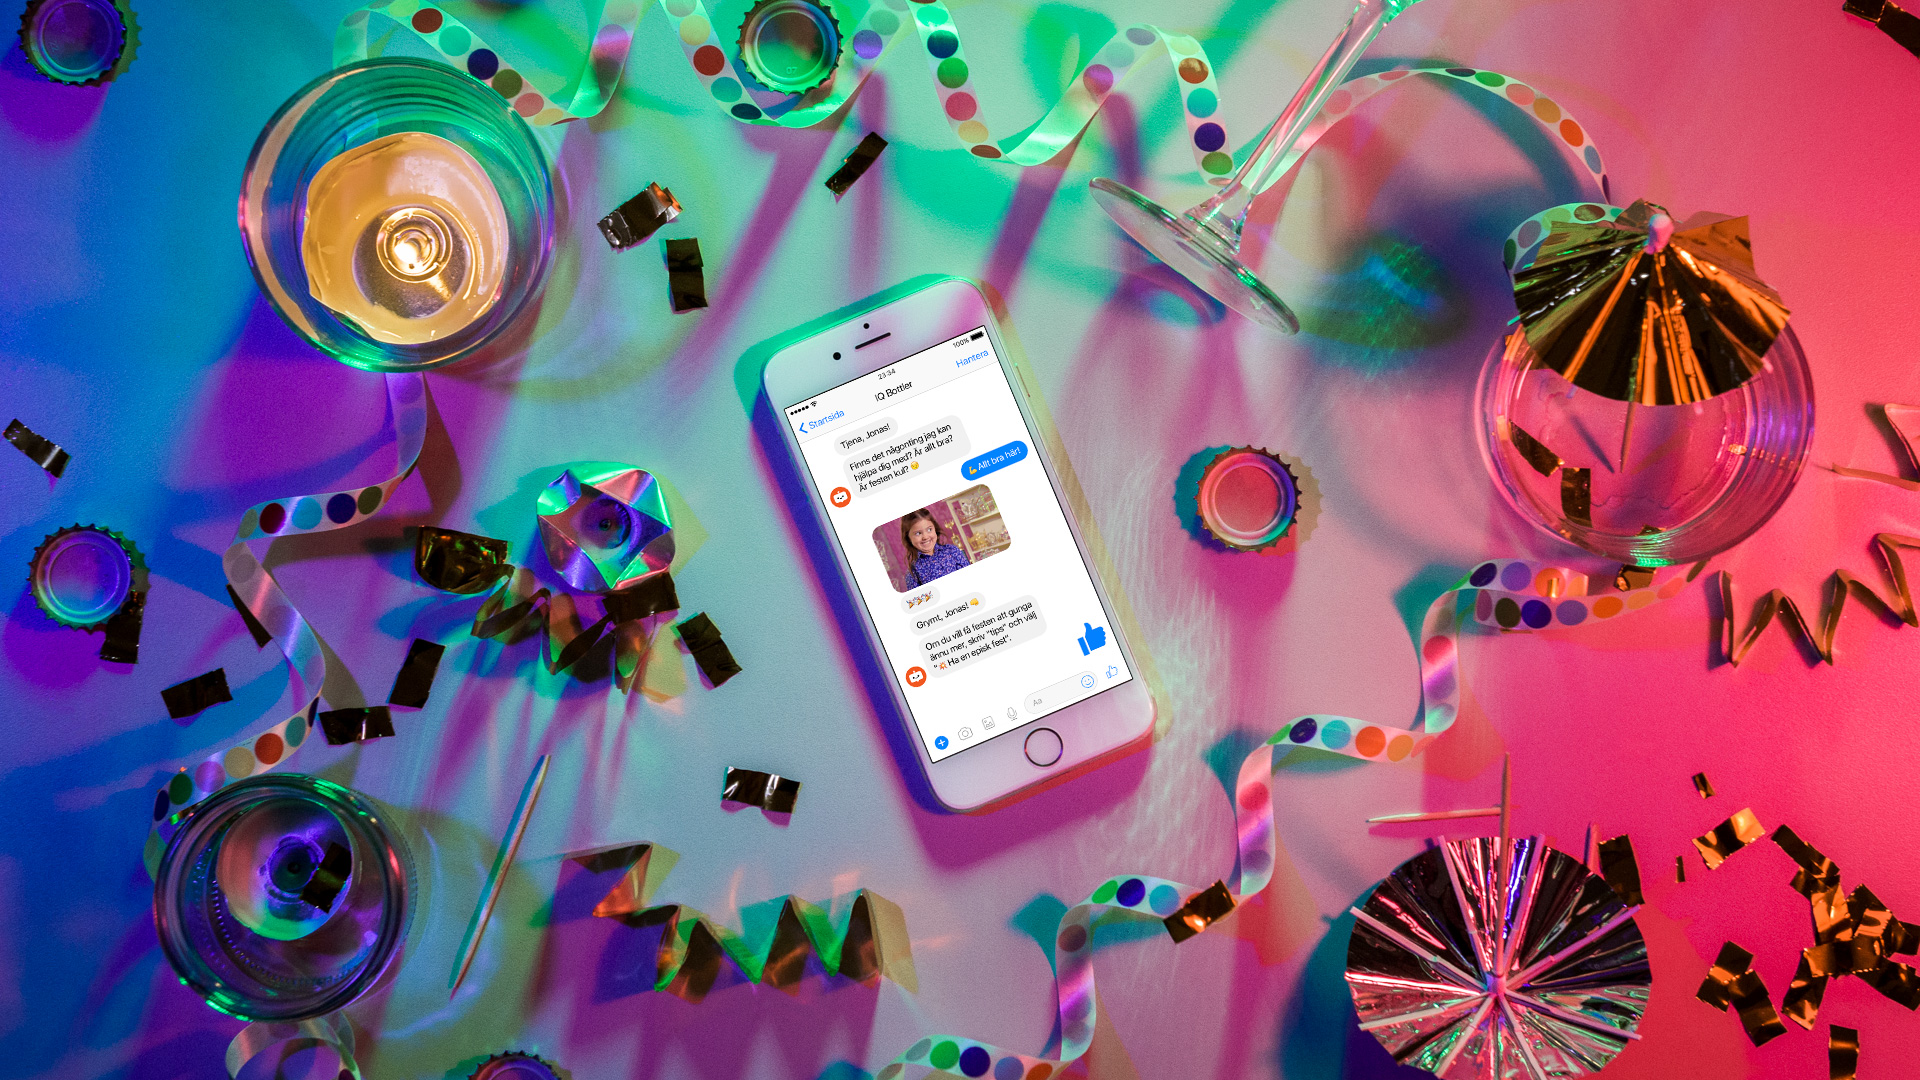 100%
23:34
Startsida
IQ Bottler
Hantera
Tjena, Jonas!
Finns det någonting jag kan
hjälpa dig med? Är allt bra?
Är festen kul? 😏
💪 Allt bra här!
🎉🎉🎉
Grymt, Jonas! 👊
Om du vill få festen att gunga
ännu mer, skriv "tips" och välj
"💥 Ha en episk fest".
Aa